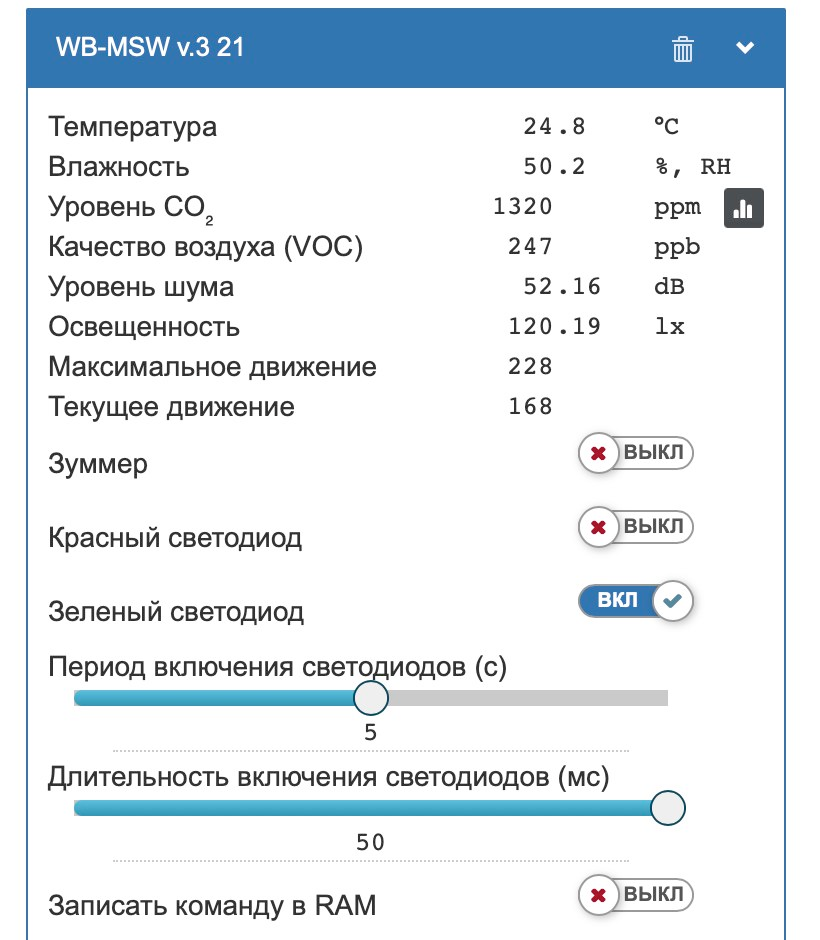 WB-MSW v.3 21
Температура 24.8 °C
Влажность 50.2 %, RH
Уровень CO₂ 1320 ppm
Качество воздуха (VOC) 247 ppb
Уровень шума 52.16 dB
Освещенность 120.19 lx
Максимальное движение 228
Текущее движение 168
Зуммер ВЫКЛ
Красный светодиод ВЫКЛ
Зеленый светодиод ВКЛ
Период включения светодиодов (с)
5
Длительность включения светодиодов (мс)
50
Записать команду в RAM ВЫКЛ